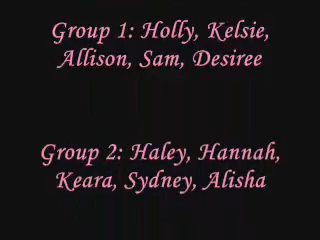 Group 1: Holly, Kelsie,
Allison, Sam, Desiree
Group 2: Haley, Hannah,
Keara, Sydney, Alisha